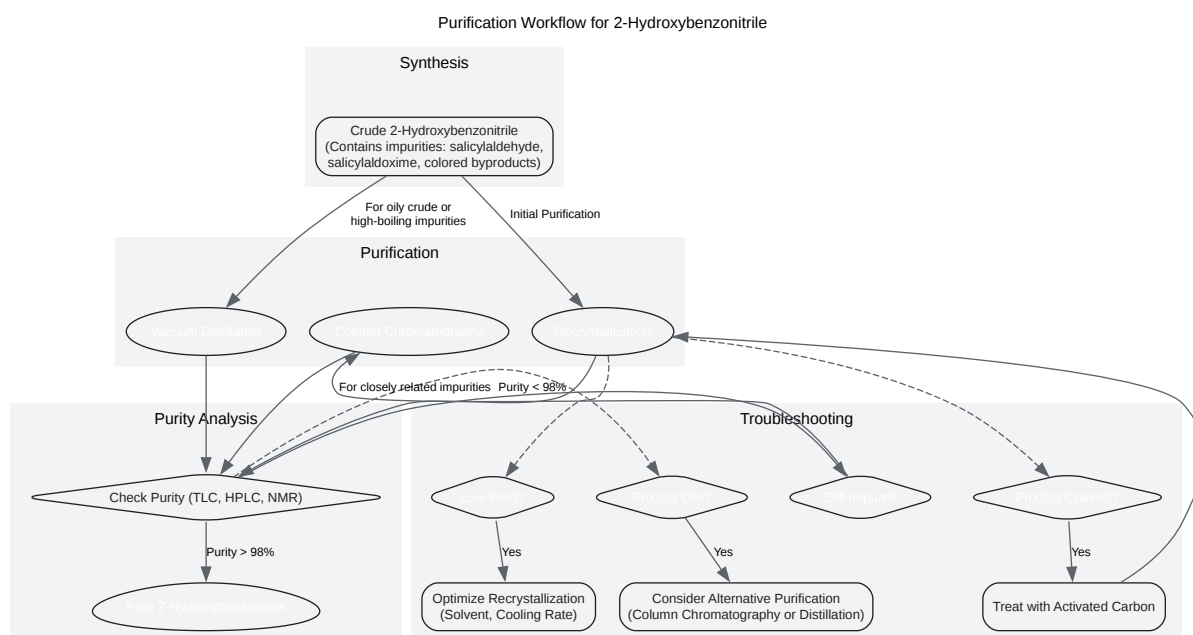 Purification Workflow for 2-Hydroxybenzonitrile
Synthesis
Crude 2-Hydroxybenzonitrile
(Contains impurities: salicylaldehyde,
salicylaldoxime, colored byproducts)
For oily crude or
high-boiling impurities
Initial Purification
Purification
Vacuum Distillation
Column Chromatography
Recrystallization
For closely related impurities
Purity < 98%
Purity Analysis
Troubleshooting
Check Purity (TLC, HPLC, NMR)
Low Yield?
Product Oily?
Still Impure?
Product Colored?
Purity > 98%
Yes
Yes
Yes
Pure 2-Hydroxybenzonitrile
Optimize Recrystallization
(Solvent, Cooling Rate)
Consider Alternative Purification
(Column Chromatography or Distillation)
Treat with Activated Carbon